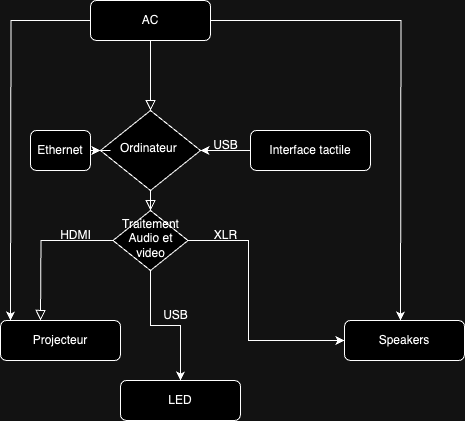 AC
Ethernet
Ordinateur
USB
Interface tactile
Traitement
Audio et
video
HDMI
XLR
USB
Projecteur
Speakers
LED